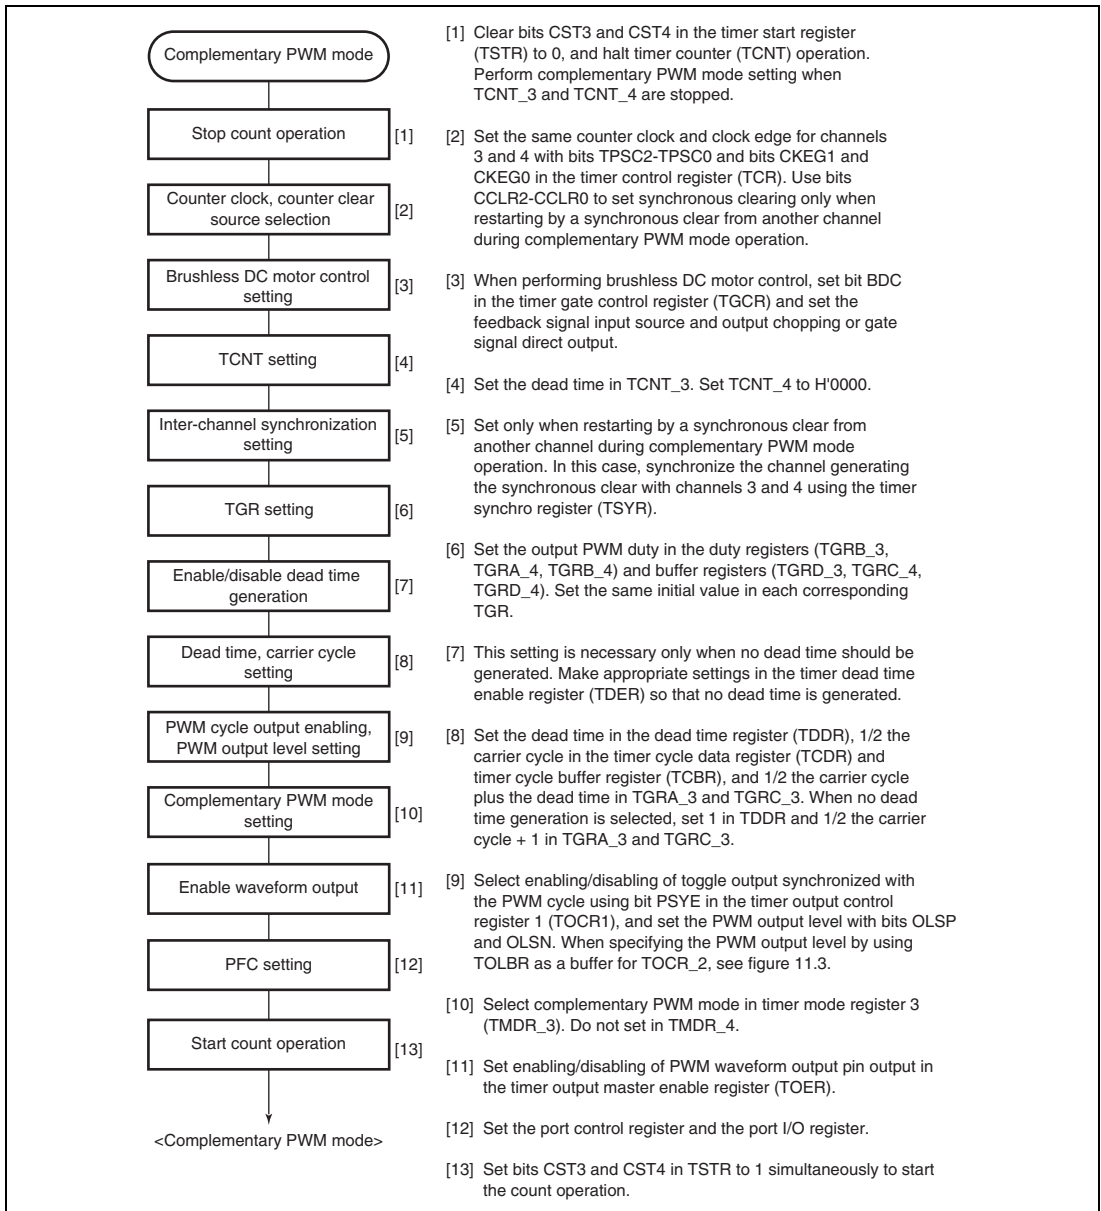 Complementary PWM mode
Stop count operation
[1]
Counter clock, counter clear
source selection
[2]
Brushless DC motor control
setting
[3]
TCNT setting
[4]
Inter-channel synchronization
setting
[5]
TGR setting
[6]
Enable/disable dead time
generation
[7]
Dead time, carrier cycle
setting
[8]
PWM cycle output enabling,
PWM output level setting
[9]
Complementary PWM mode
setting
[10]
Enable waveform output
[11]
PFC setting
[12]
Start count operation
[13]
<Complementary PWM mode>
[1] Clear bits CST3 and CST4 in the timer start register
(TSTR) to 0, and halt timer counter (TCNT) operation.
Perform complementary PWM mode setting when
TCNT_3 and TCNT_4 are stopped.
[2] Set the same counter clock and clock edge for channels
3 and 4 with bits TPSC2-TPSC0 and bits CKEG1 and
CKEG0 in the timer control register (TCR). Use bits
CCLR2-CCLR0 to set synchronous clearing only when
restarting by a synchronous clear from another channel
during complementary PWM mode operation.
[3] When performing brushless DC motor control, set bit BDC
in the timer gate control register (TGCR) and set the
feedback signal input source and output chopping or gate
signal direct output.
[4] Set the dead time in TCNT_3. Set TCNT_4 to H'0000.
[5] Set only when restarting by a synchronous clear from
another channel during complementary PWM mode
operation. In this case, synchronize the channel generating
the synchronous clear with channels 3 and 4 using the timer
synchro register (TSYR).
[6] Set the output PWM duty in the duty registers (TGRB_3,
TGRA_4, TGRB_4) and buffer registers (TGRD_3, TGRC_4,
TGRD_4). Set the same initial value in each corresponding
TGR.
[7] This setting is necessary only when no dead time should be
generated. Make appropriate settings in the timer dead time
enable register (TDER) so that no dead time is generated.
[8] Set the dead time in the dead time register (TDDR), 1/2 the
carrier cycle in the timer cycle data register (TCDR) and
timer cycle buffer register (TCBR), and 1/2 the carrier cycle
plus the dead time in TGRA_3 and TGRC_3. When no dead
time generation is selected, set 1 in TDDR and 1/2 the carrier
cycle + 1 in TGRA_3 and TGRC_3.
[9] Select enabling/disabling of toggle output synchronized with
the PWM cycle using bit PSYE in the timer output control
register 1 (TOCR1), and set the PWM output level with bits OLSP
and OLSN. When specifying the PWM output level by using
TOLBR as a buffer for TOCR_2, see figure 11.3.
[10] Select complementary PWM mode in timer mode register 3
(TMDR_3). Do not set in TMDR_4.
[11] Set enabling/disabling of PWM waveform output pin output in
the timer output master enable register (TOER).
[12] Set the port control register and the port I/O register.
[13] Set bits CST3 and CST4 in TSTR to 1 simultaneously to start
the count operation.